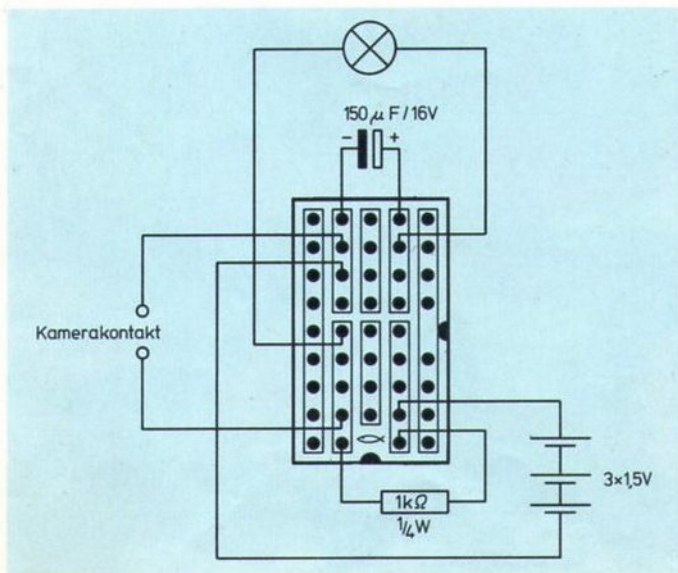 150 µF/16V
- +
Kamerakontakt
3×1,5V
1kΩ
1/4W